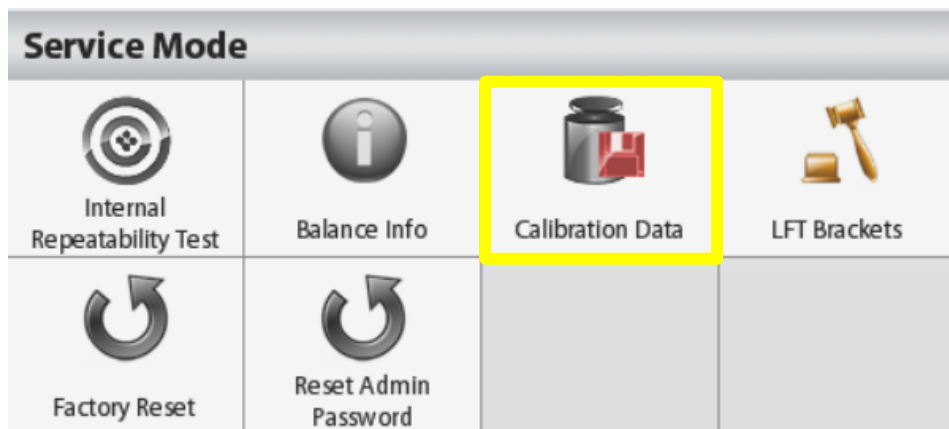 Service Mode
Internal
Repeatability Test
Balance Info
Calibration Data
LFT Brackets
Factory Reset
Reset Admin
Password